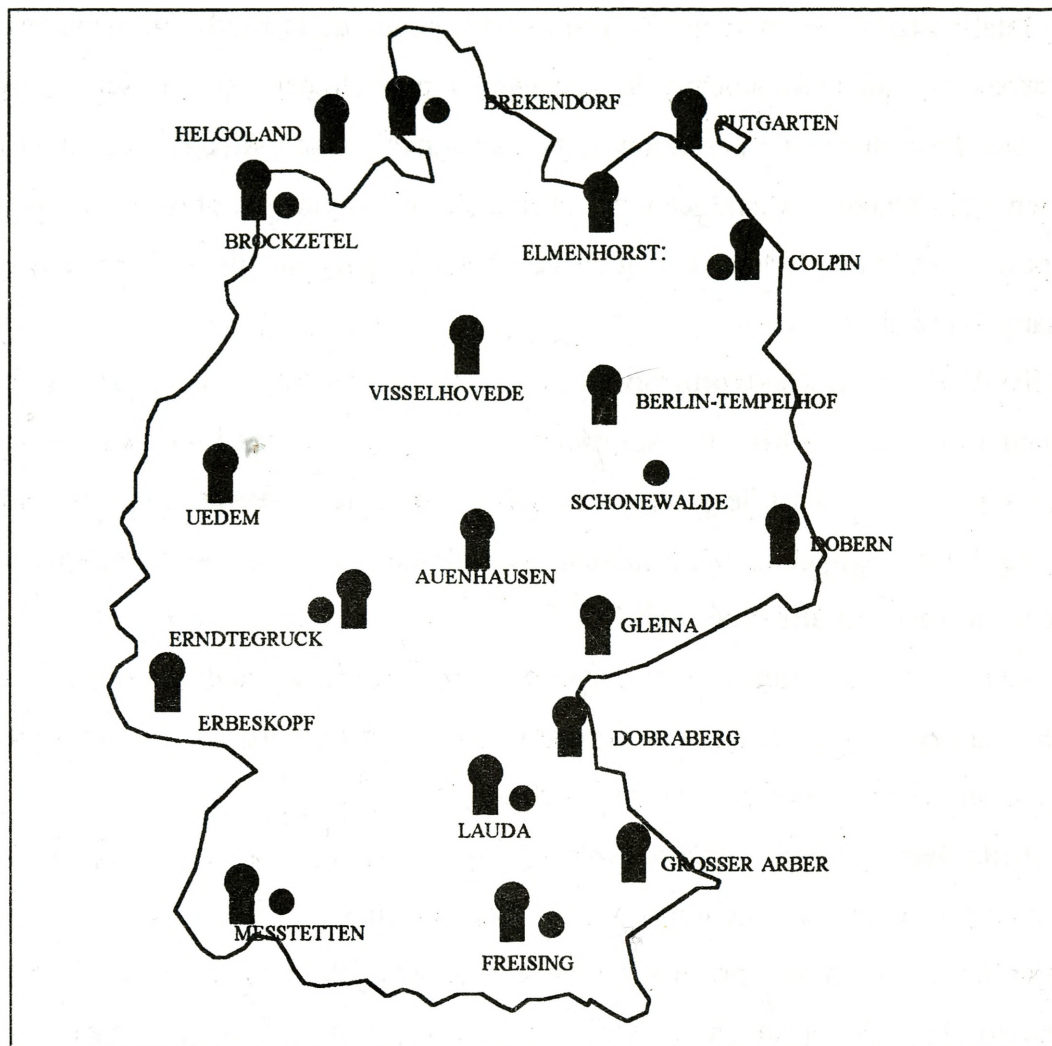 BREKENDORF
HELGOLAND
PUTGARTEN
BROCKZETEL
ELMENHORST:
COLPIN
VISSELHOVEDE
BERLIN-TEMPELHOF
SCHONEWALDE
UEDEM
DOBERN
AUENHAUSEN
GLEINA
ERNDTEGRUCK
ERBESKOPF
DOBRABERG
LAUDA
GROSSER ARBER
MESSTETTEN
FREISING